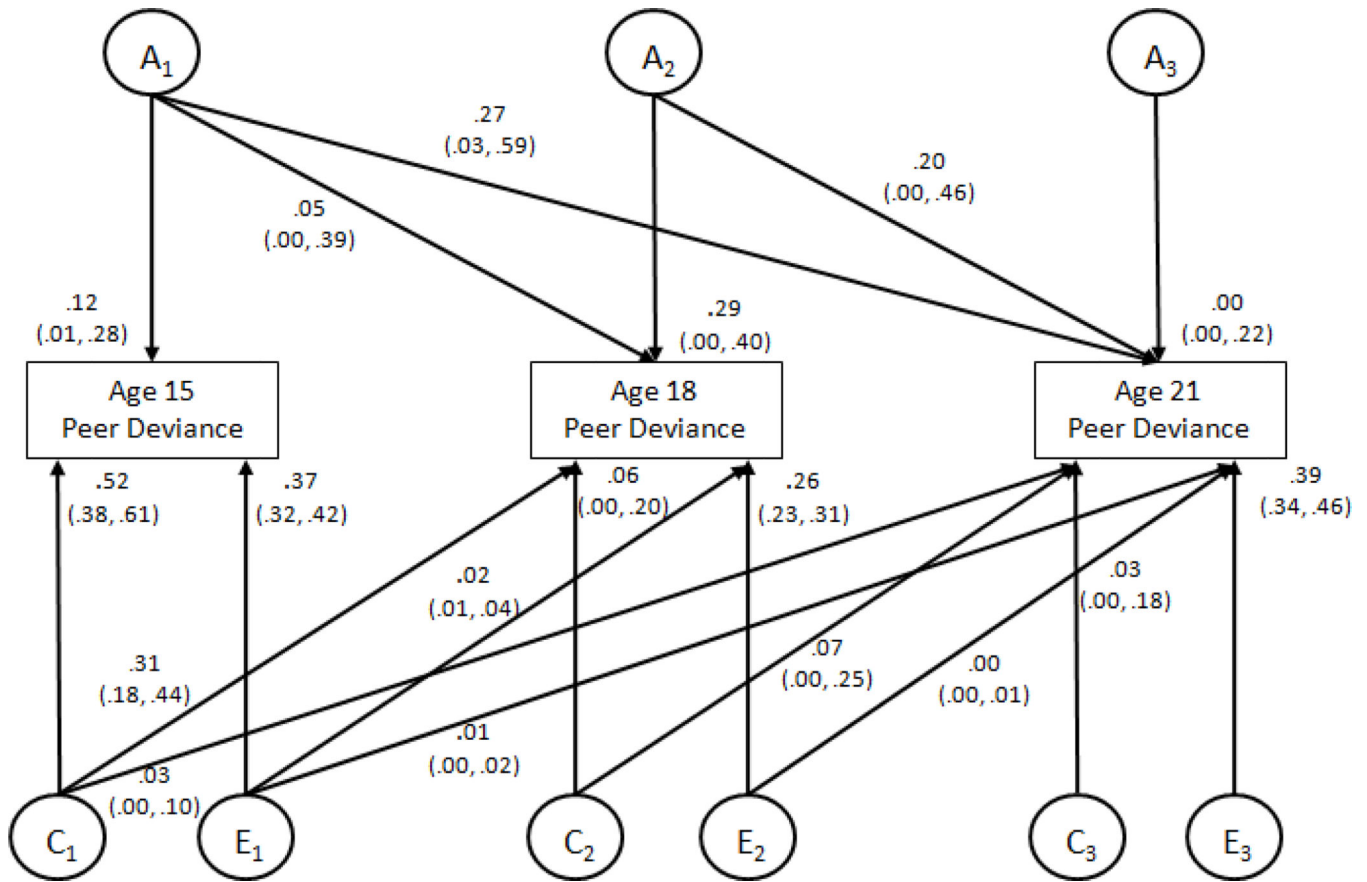 A1
A2
A3
.27
(.03, .59)
.20
(.00, .46)
.05
(.00, .39)
.12
(.01, .28)
.29
(.00, .40)
.00
(.00, .22)
Age 15
Peer Deviance
Age 18
Peer Deviance
Age 21
Peer Deviance
.52
(.38, .61)
.37
(.32, .42)
.06
(.00, .20)
.26
(.23, .31)
.39
(.34, .46)
.02
(.01, .04)
.03
(.00, .18)
.31
(.18, .44)
.07
(.00, .25)
.00
(.00, .01)
.01
(.00, .02)
.03
(.00, .10)
C1
E1
C2
E2
C3
E3